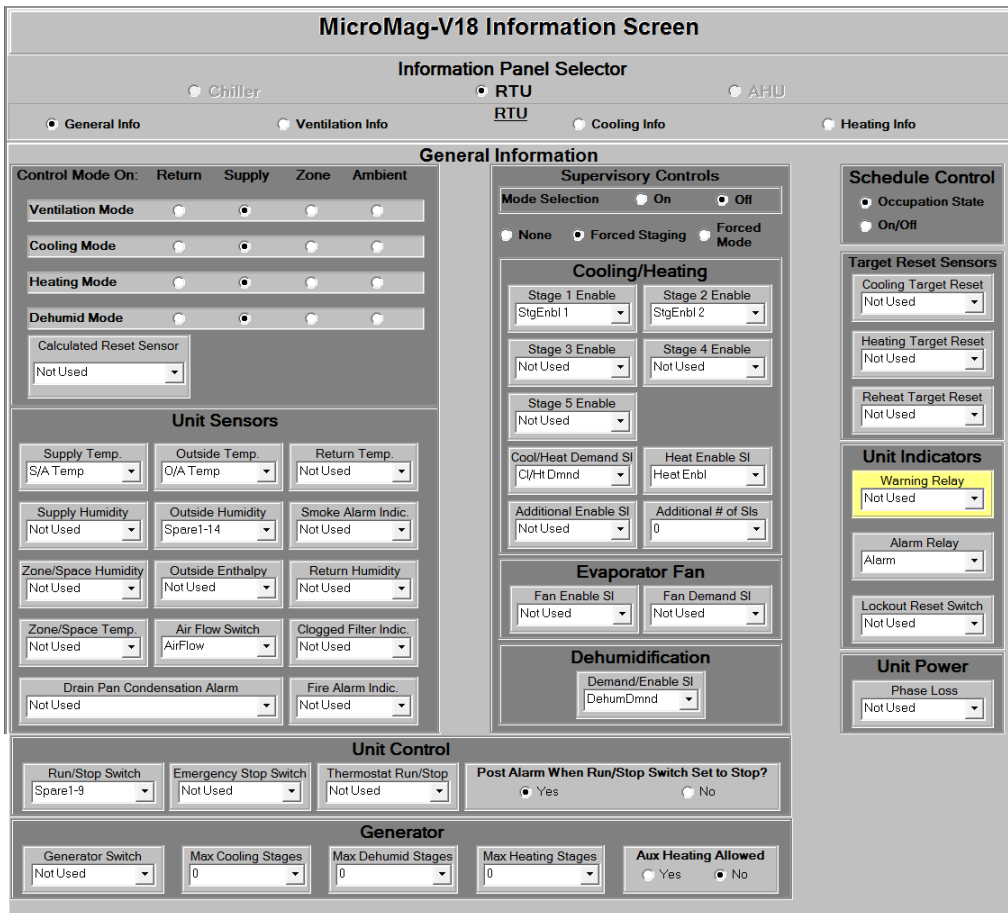 MicroMag-V18 Information Screen
Information Panel Selector
Chiller RTU AHU
RTU
General Info Ventilation Info Cooling Info Heating Info
General Information
Control Mode On: Return Supply Zone Ambient
Ventilation Mode
Cooling Mode
Heating Mode
Dehumid Mode
Calculated Reset Sensor
Not Used
Unit Sensors
Supply Temp. Outside Temp. Return Temp.
S/A Temp O/A Temp Not Used
Supply Humidity Outside Humidity Smoke Alarm Indic.
Not Used Spare1-14 Not Used
Zone/Space Humidity Outside Enthalpy Return Humidity
Not Used Not Used Not Used
Zone/Space Temp. Air Flow Switch Clogged Filter Indic.
Not Used AirFlow Not Used
Drain Pan Condensation Alarm Fire Alarm Indic.
Not Used Not Used
Supervisory Controls
Mode Selection On Off
None Forced Staging Forced Mode
Cooling/Heating
Stage 1 Enable Stage 2 Enable
StgEnbl 1 StgEnbl 2
Stage 3 Enable Stage 4 Enable
Not Used Not Used
Stage 5 Enable
Not Used
Cool/Heat Demand SI Heat Enable SI
Cl/Ht Dmnd Heat Enbl
Additional Enable SI Additional # of SIs
Not Used 0
Evaporator Fan
Fan Enable SI Fan Demand SI
Not Used Not Used
Dehumidification
Demand/Enable SI
DehumDmnd
Schedule Control
Occupation State
On/Off
Target Reset Sensors
Cooling Target Reset
Not Used
Heating Target Reset
Not Used
Reheat Target Reset
Not Used
Unit Indicators
Warning Relay
Not Used
Alarm Relay
Alarm
Lockout Reset Switch
Not Used
Unit Power
Phase Loss
Not Used
Unit Control
Run/Stop Switch Emergency Stop Switch Thermostat Run/Stop Post Alarm When Run/Stop Switch Set to Stop?
Spare1-9 Not Used Not Used Yes No
Generator
Generator Switch Max Cooling Stages Max Dehumid Stages Max Heating Stages Aux Heating Allowed
Not Used 0 0 0 Yes No